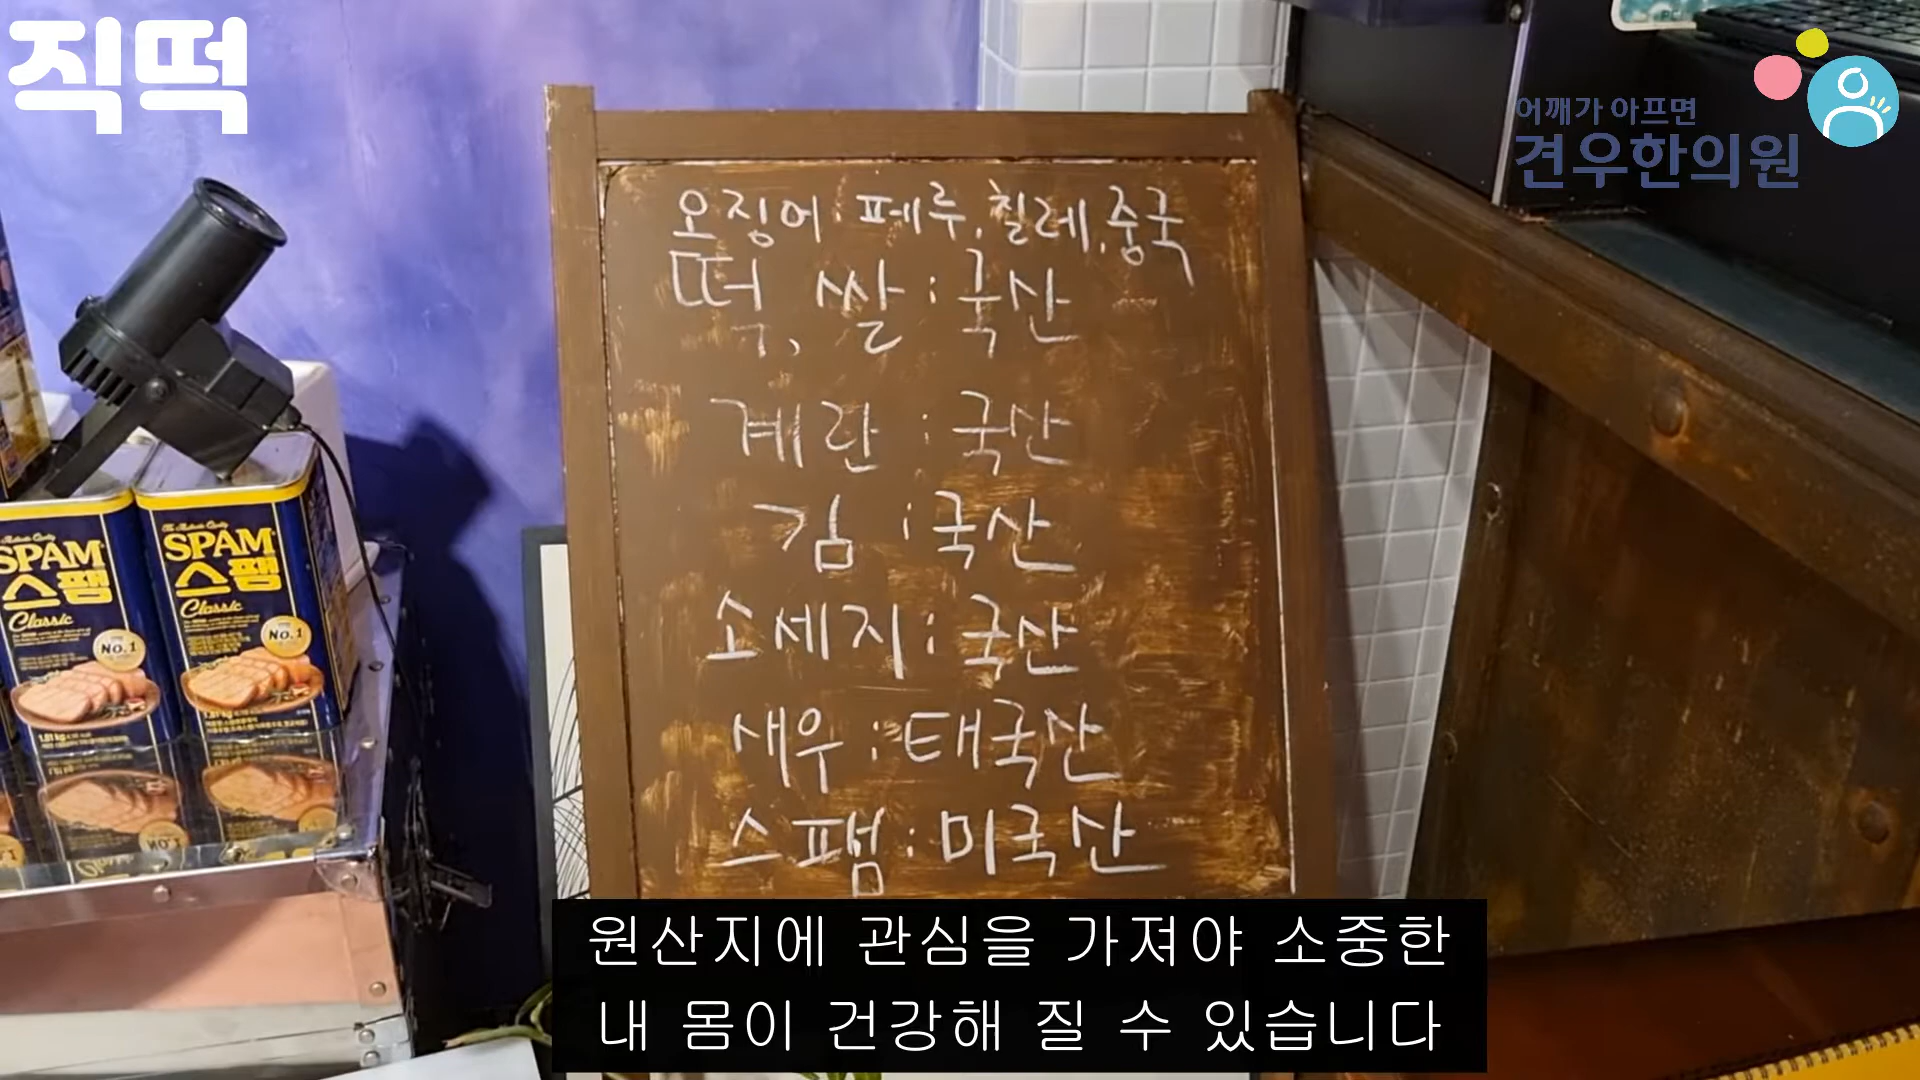 직떡
어깨가 아프면
견우한의원
오징어 : 페루, 칠레, 중국
떡, 쌀 : 국산
계란 : 국산
김 : 국산
소세지 : 국산
새우 : 태국산
스팸 : 미국산
SPAM
스팸
Classic
No.1
SPAM
스팸
Classic
No.1
1.81kg
원산지에 관심을 가져야 소중한
내 몸이 건강해 질 수 있습니다